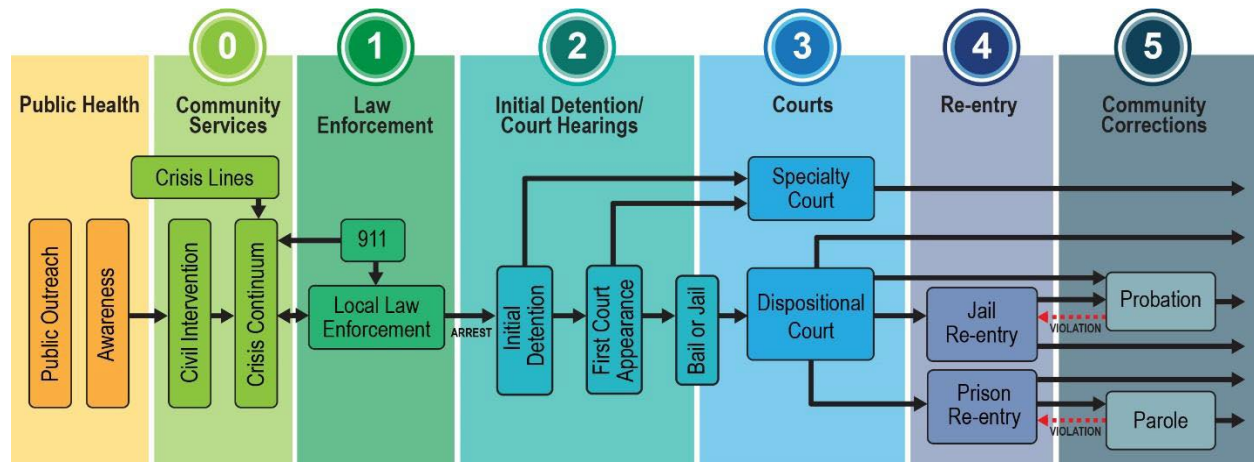 0
1
2
3
4
5
Public Health
Community
Services
Law
Enforcement
Initial Detention/
Court Hearings
Courts
Re-entry
Community
Corrections
Crisis Lines
Public Outreach
Awareness
Civil Intervention
Crisis Continuum
911
Local Law
Enforcement
ARREST
Initial
Detention
First Court
Appearance
Bail or Jail
Specialty
Court
Dispositional
Court
Jail
Re-entry
Prison
Re-entry
Probation
VIOLATION
Parole
VIOLATION